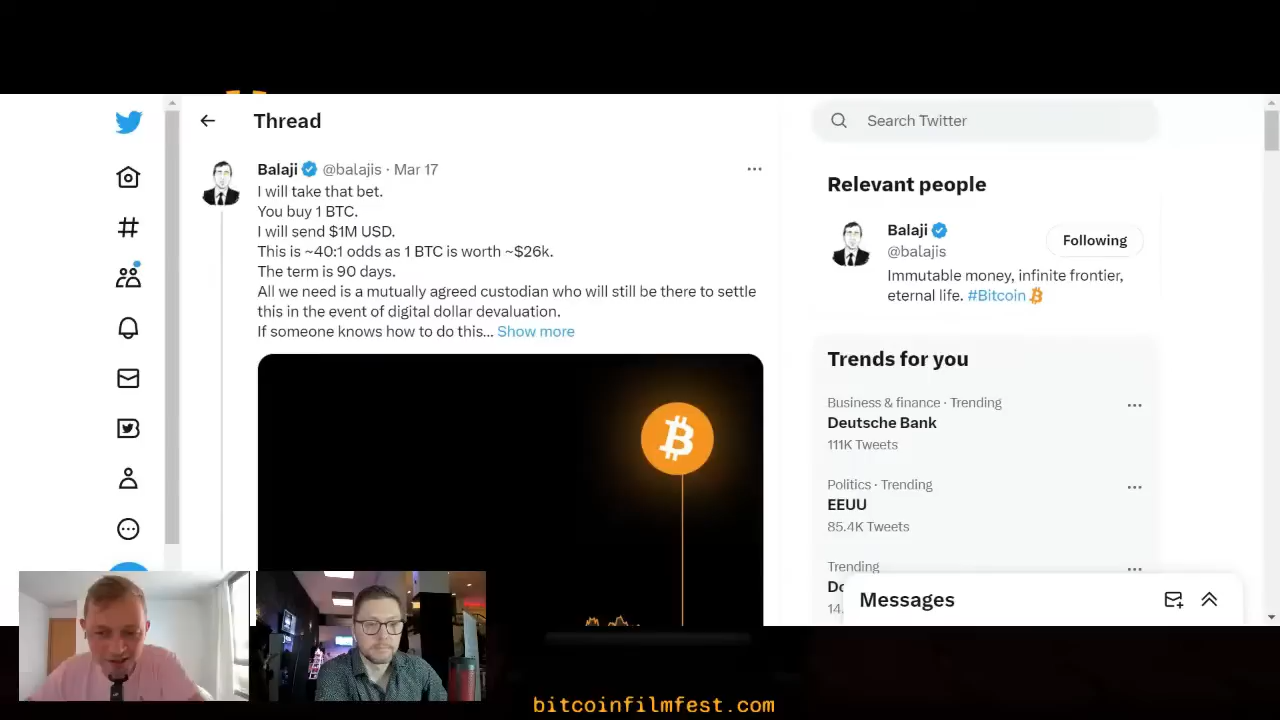 Thread
Balaji @balajis · Mar 17
I will take that bet.
You buy 1 BTC.
I will send $1M USD.
This is ~40:1 odds as 1 BTC is worth ~$26k.
The term is 90 days.
All we need is a mutually agreed custodian who will still be there to settle
this in the event of digital dollar devaluation.
If someone knows how to do this... Show more
Search Twitter
Relevant people
Balaji
@balajis
Following
Immutable money, infinite frontier,
eternal life. #Bitcoin
Trends for you
Business & finance · Trending
Deutsche Bank
111K Tweets
Politics · Trending
EEUU
85.4K Tweets
Trending
Messages
bitcoinfilmfest.com